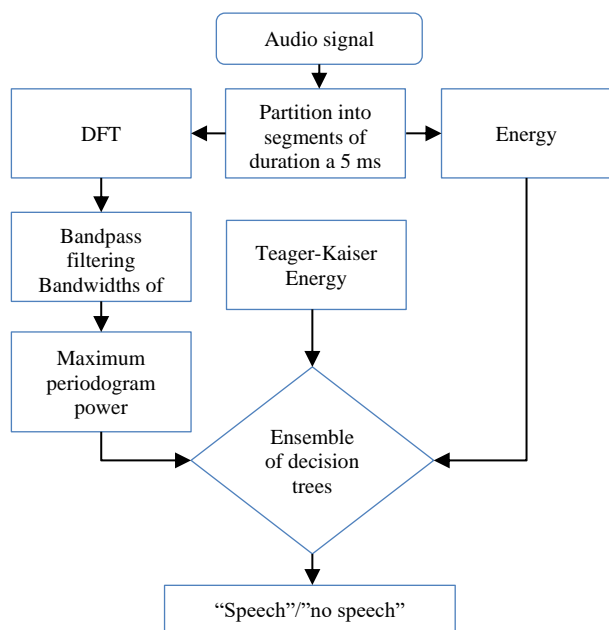 Audio signal
DFT
Partition into
segments of
duration a 5 ms
Energy
Bandpass
filtering
Bandwidths of
Teager-Kaiser
Energy
Maximum
periodogram
power
Ensemble
of decision
trees
“Speech”/”no speech”